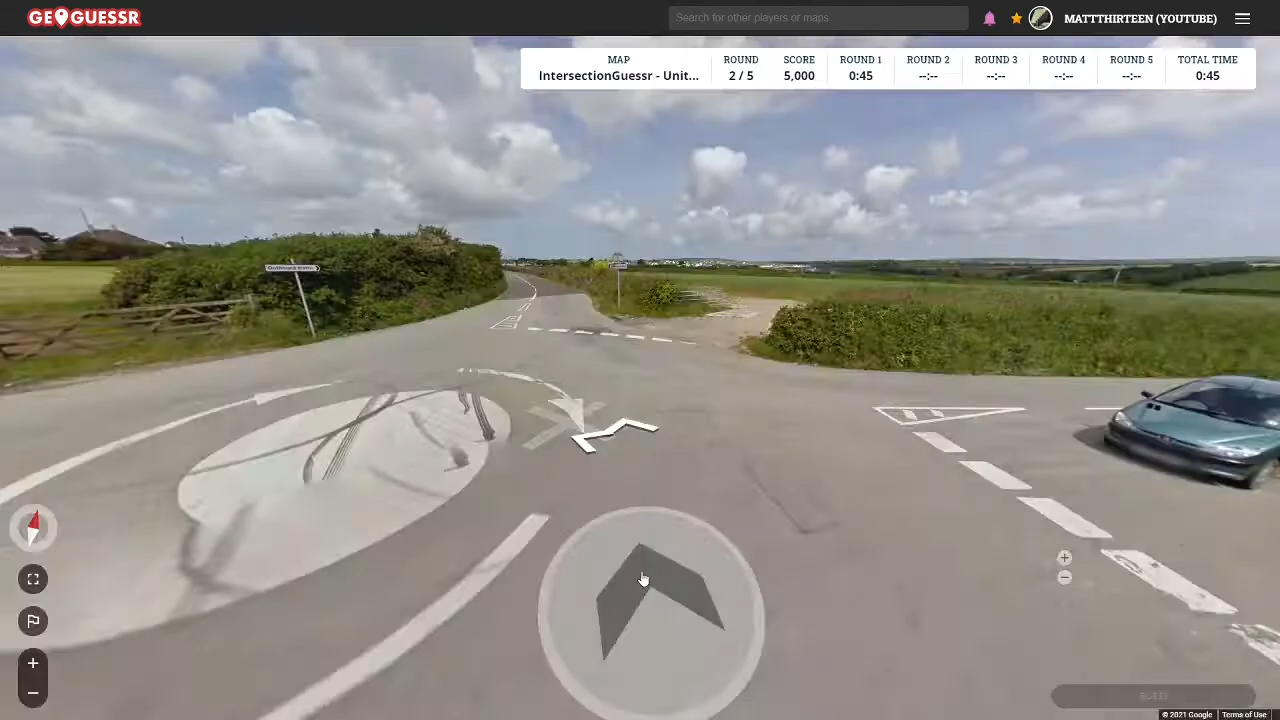 GEOGUESSR
Search for other players or maps
MATTTHIRTEEN (YOUTUBE)
MAP
ROUND
SCORE
ROUND 1
ROUND 2
ROUND 3
ROUND 4
ROUND 5
TOTAL TIME
IntersectionGuessr - Unit...
2 / 5
5,000
0:45
--:--
--:--
--:--
--:--
0:45
GUESS
© 2021 Google
Terms of Use